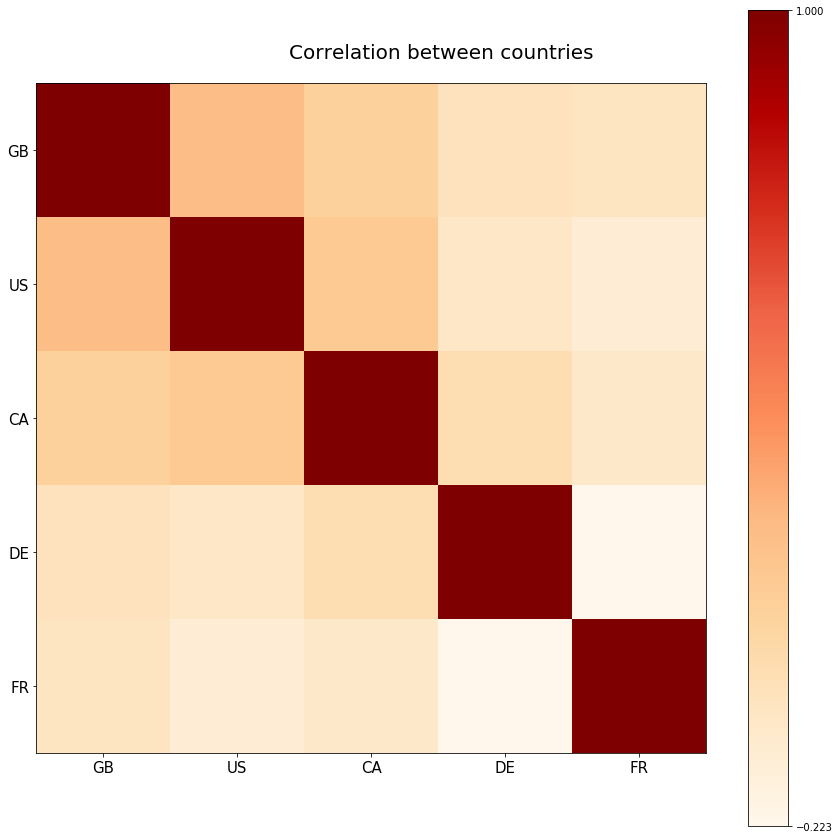 1.000
Correlation between countries
GB
US
CA
DE
FR
GB US CA DE FR
−0.223